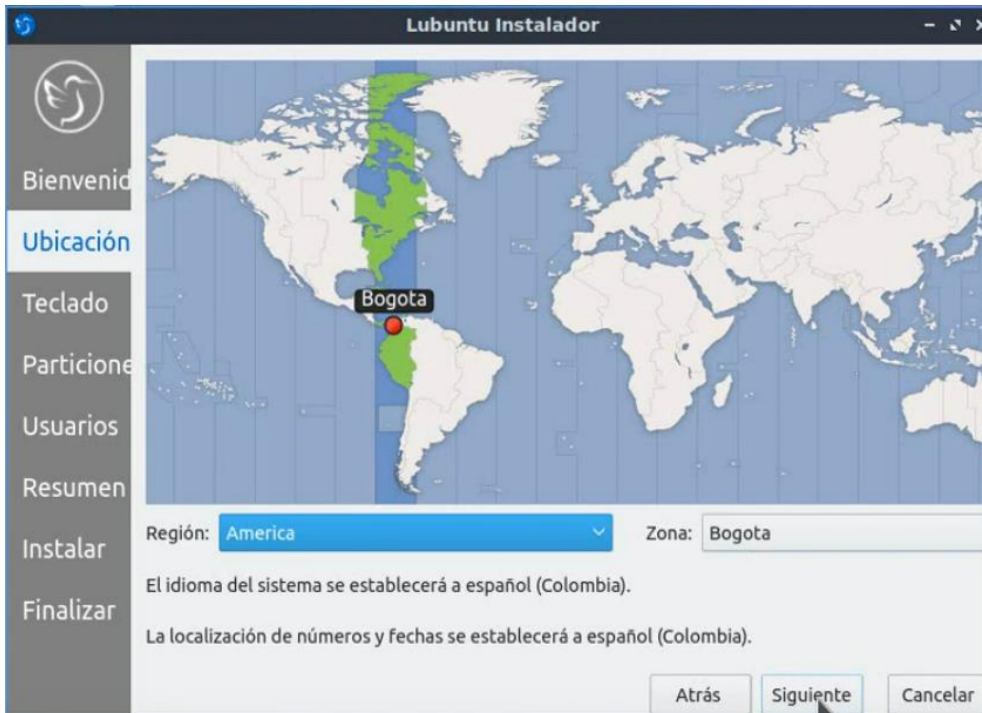 Lubuntu Instalador
Bienvenid
Ubicación
Teclado
Particione
Usuarios
Resumen
Instalar
Finalizar
Bogota
Región: America Zona: Bogota
El idioma del sistema se establecerá a español (Colombia).
La localización de números y fechas se establecerá a español (Colombia).
Atrás Siguiente Cancelar